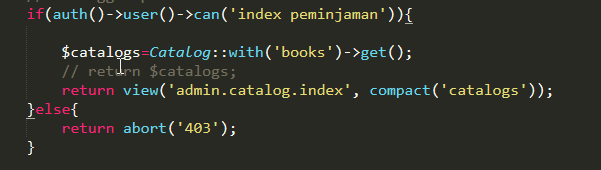 if(auth()->user()->can('index peminjaman')){
$catalogs=Catalog::with('books')->get();
// return $catalogs;
return view('admin.catalog.index', compact('catalogs'));
}else{
return abort('403');
}